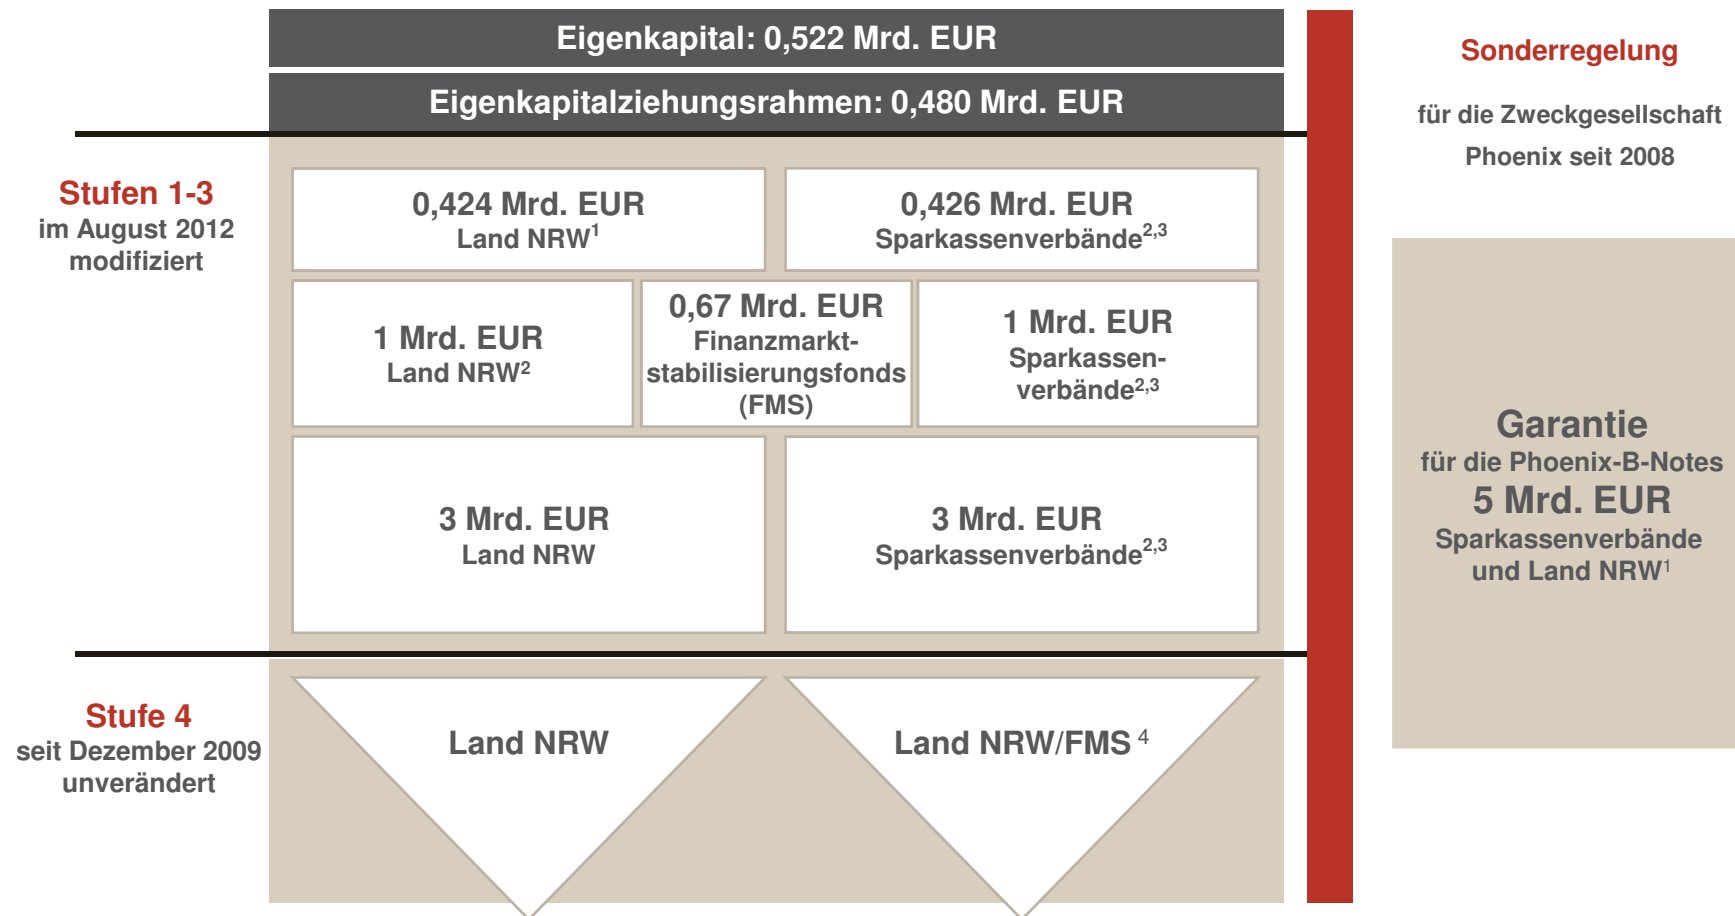 Eigenkapital: 0,522 Mrd. EUR
Eigenkapitalziehungsrahmen: 0,480 Mrd. EUR
Stufen 1-3
im August 2012
modifiziert
0,424 Mrd. EUR
Land NRW¹
0,426 Mrd. EUR
Sparkassenverbände²,³
1 Mrd. EUR
Land NRW²
0,67 Mrd. EUR
Finanzmarkt-
stabilisierungsfonds
(FMS)
1 Mrd. EUR
Sparkassen-
verbände²,³
3 Mrd. EUR
Land NRW
3 Mrd. EUR
Sparkassenverbände²,³
Stufe 4
seit Dezember 2009
unverändert
Land NRW
Land NRW/FMS ⁴
Sonderregelung
für die Zweckgesellschaft
Phoenix seit 2008
Garantie
für die Phoenix-B-Notes
5 Mrd. EUR
Sparkassenverbände
und Land NRW¹